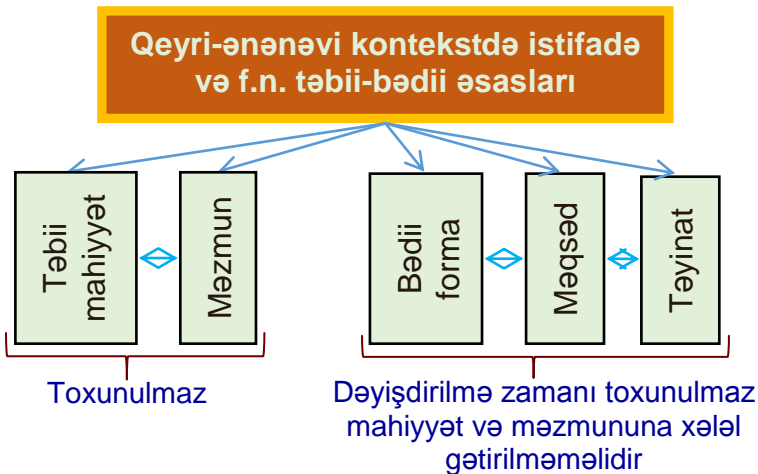 Qeyri-ənənəvi kontekstdə istifadə
və f.n. təbii-bədii əsasları
Təbii
mahiyyət
Məzmun
Bədii
forma
Məqsəd
Təyinat
Toxunulmaz
Dəyişdirilmə zamanı toxunulmaz
mahiyyət və məzmununa xələl
gətirilməməlidir